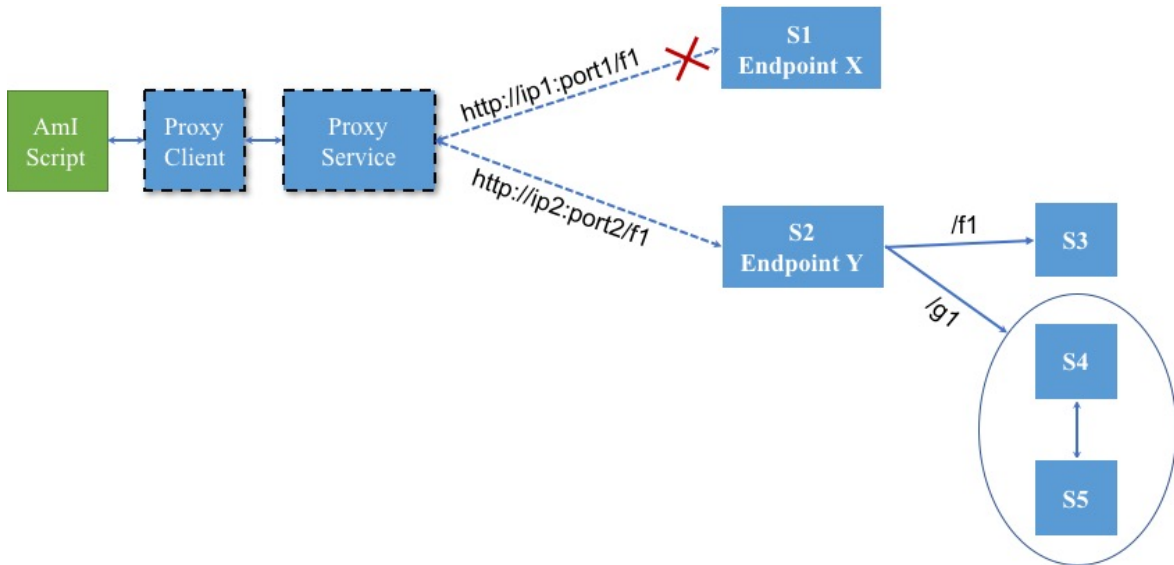 AmI
Script
Proxy
Client
Proxy
Service
http://ip1:port1/f1
S1
Endpoint X
http://ip2:port2/f1
S2
Endpoint Y
/f1
S3
/g1
S4
S5